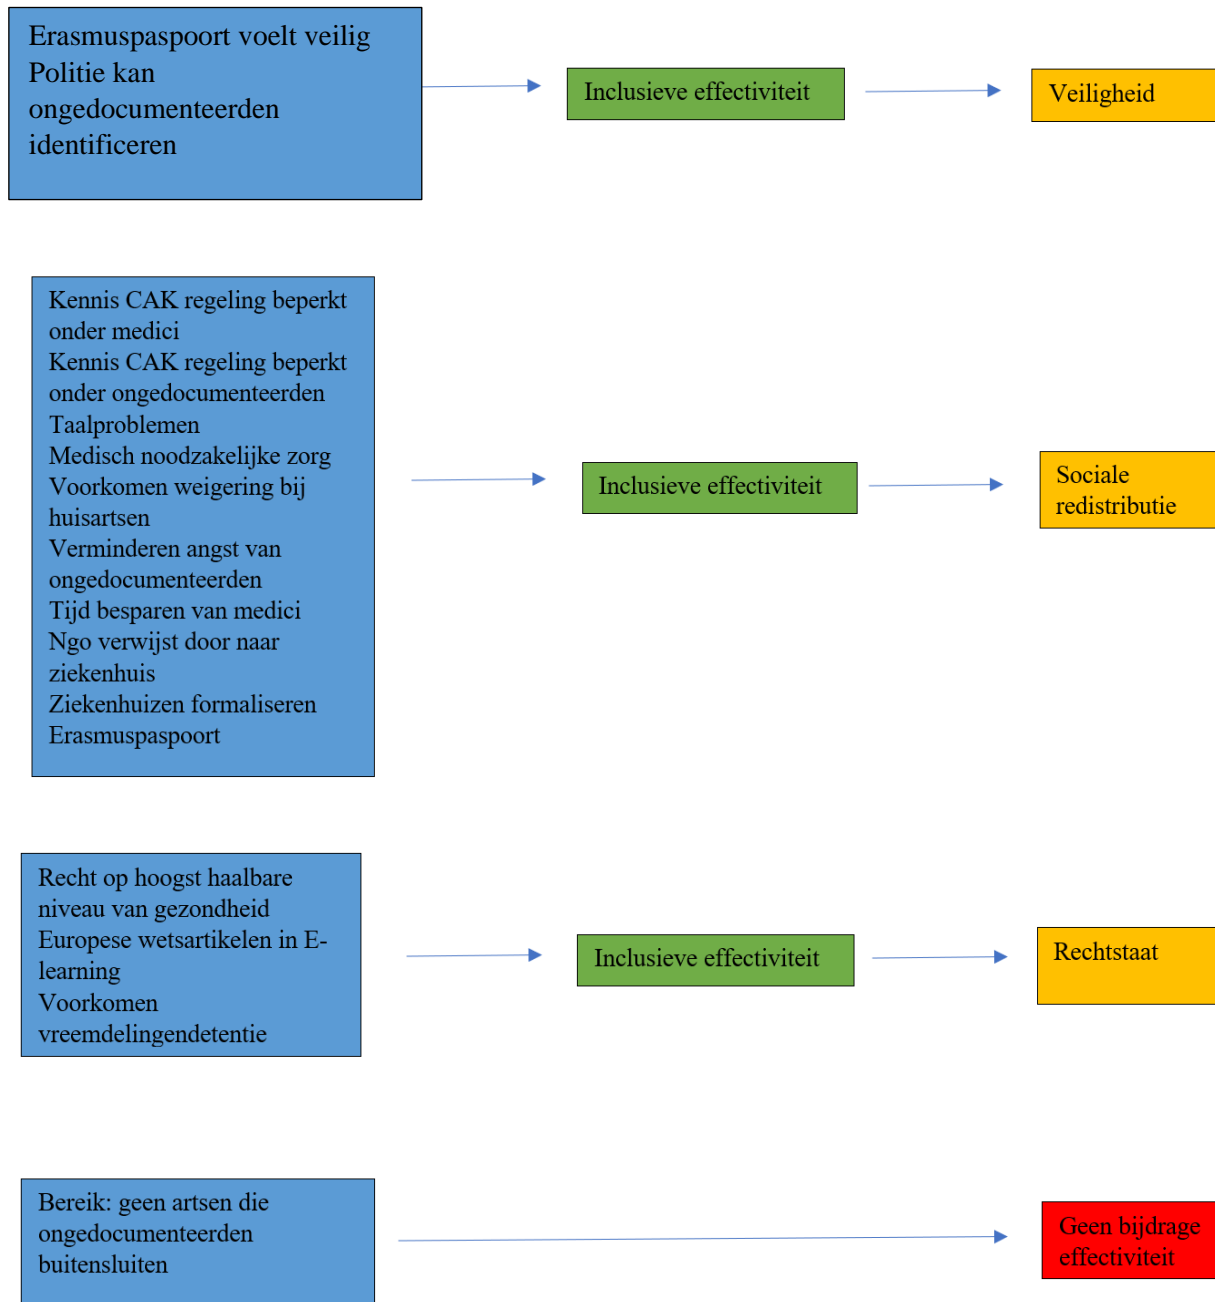 Erasmuspaspoort voelt veilig
Politie kan
ongedocumenteerden
identificeren
Inclusieve effectiviteit
Veiligheid
Kennis CAK regeling beperkt
onder medici
Kennis CAK regeling beperkt
onder ongedocumenteerden
Taalproblemen
Medisch noodzakelijke zorg
Voorkomen weigering bij
huisartsen
Verminderen angst van
ongedocumenteerden
Tijd besparen van medici
Ngo verwijst door naar
ziekenhuis
Ziekenhuizen formaliseren
Erasmuspaspoort
Inclusieve effectiviteit
Sociale
redistributie
Recht op hoogst haalbare
niveau van gezondheid
Europese wetsartikelen in E-
learning
Voorkomen
vreemdelingendetentie
Inclusieve effectiviteit
Rechtstaat
Bereik: geen artsen die
ongedocumenteerden
buitensluiten
Geen bijdrage
effectiviteit